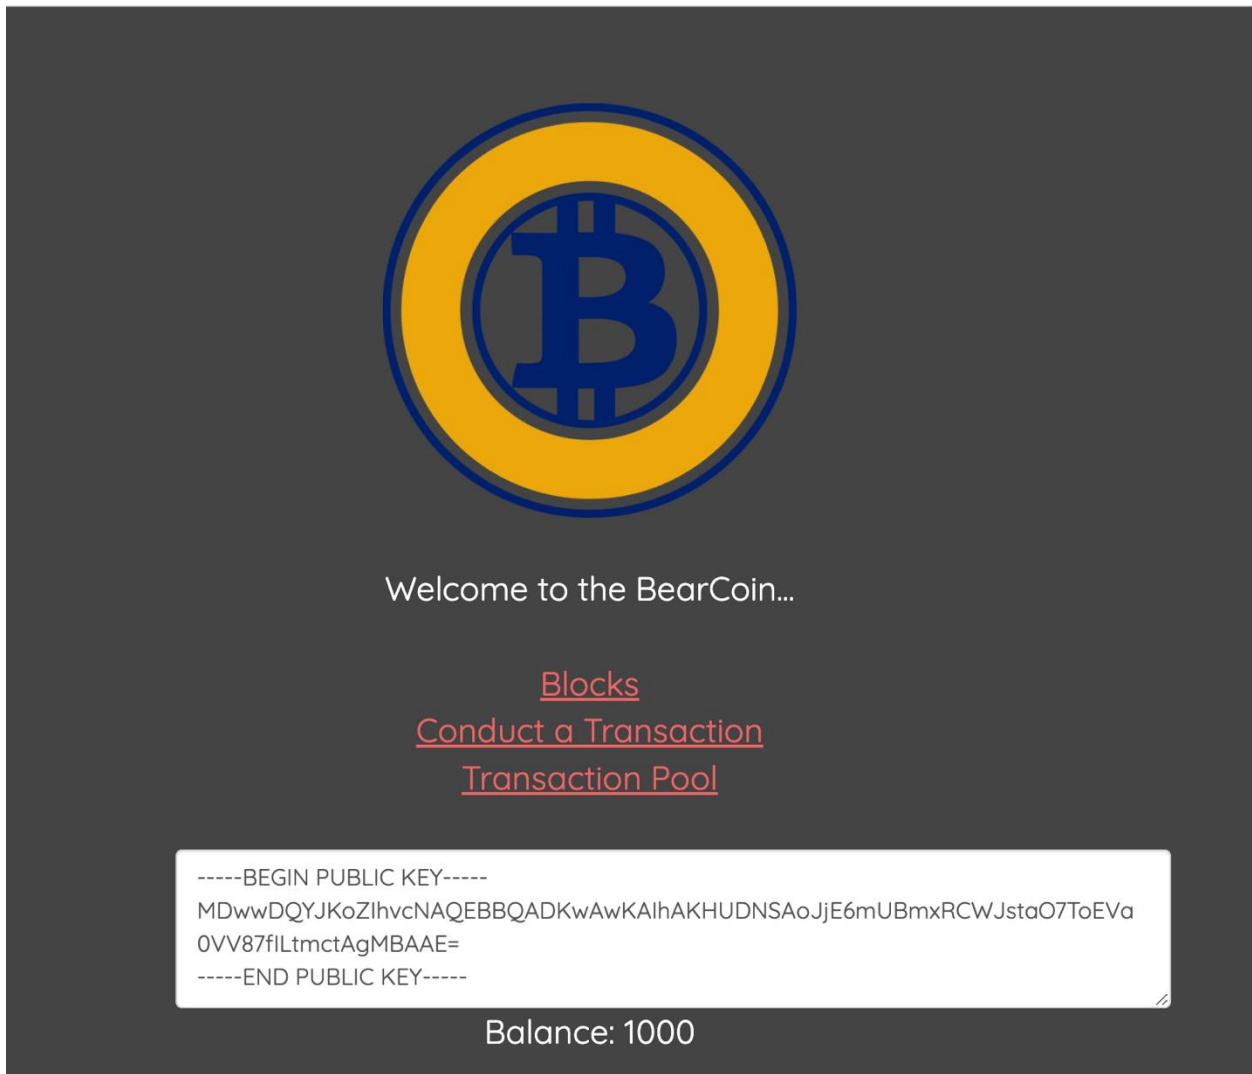 Welcome to the BearCoin...
Blocks
Conduct a Transaction
Transaction Pool
-----BEGIN PUBLIC KEY-----
MDwwDQYJKoZIhvcNAQEBBQADKwAwKAIhAKHUDNSAoJjE6mUBmxRCWJstaO7ToEVa
0VV87fILtmctAgMBAAE=
-----END PUBLIC KEY-----
Balance: 1000